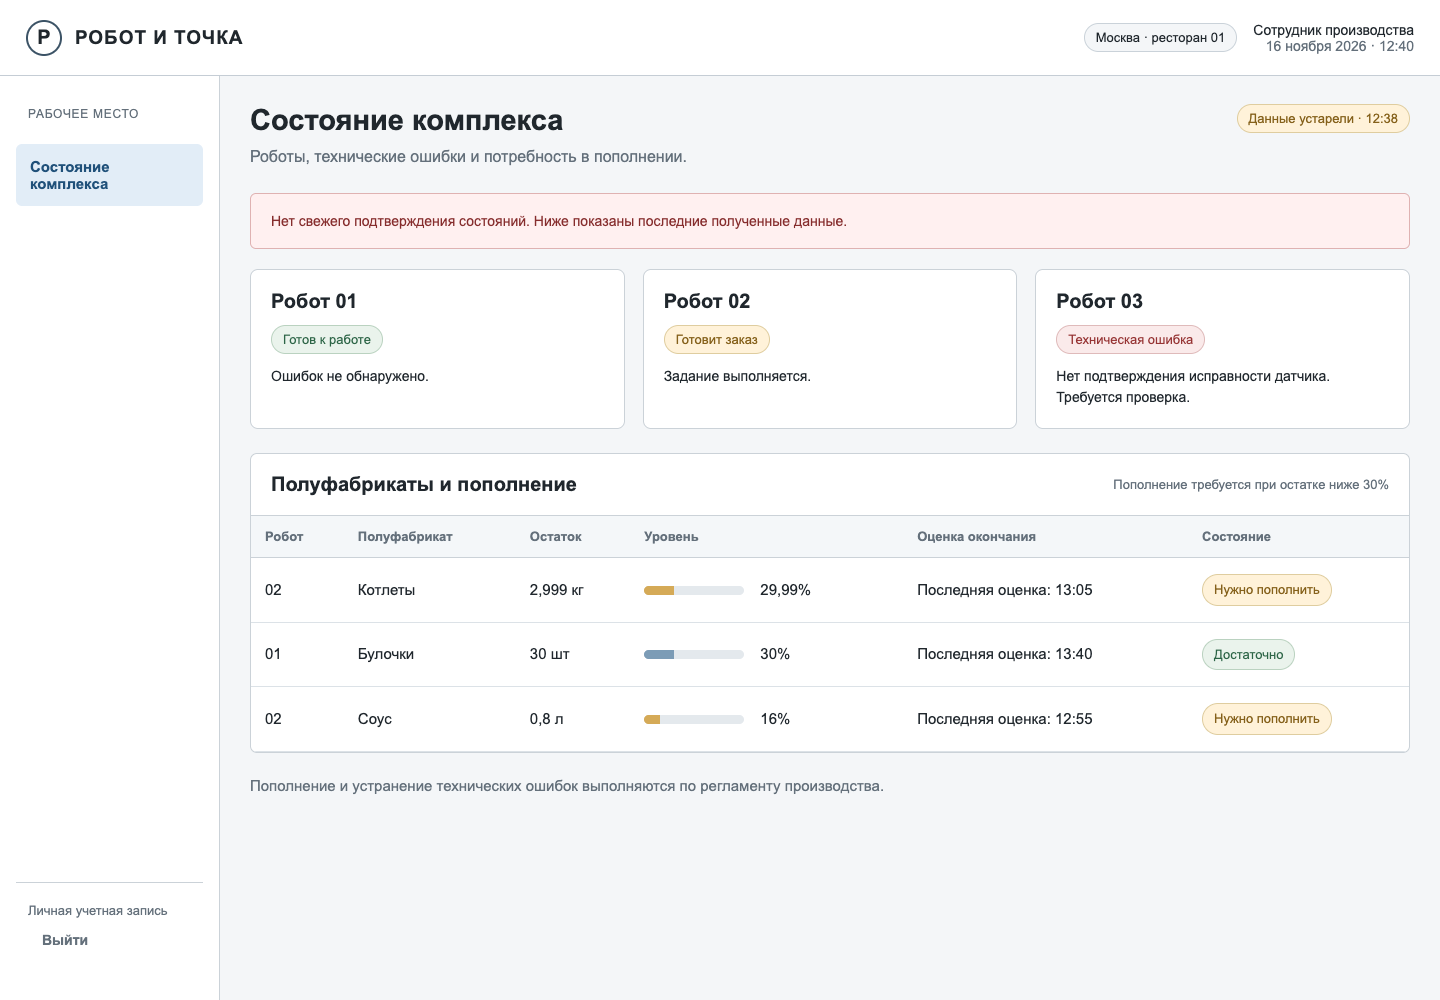 Р
РОБОТ И ТОЧКА
Москва · ресторан 01
Сотрудник производства
16 ноября 2026 · 12:40
РАБОЧЕЕ МЕСТО
Состояние
комплекса
Состояние комплекса
Данные устарели · 12:38
Роботы, технические ошибки и потребность в пополнении.
Нет свежего подтверждения состояний. Ниже показаны последние полученные данные.
Робот 01
Готов к работе
Ошибок не обнаружено.
Робот 02
Готовит заказ
Задание выполняется.
Робот 03
Техническая ошибка
Нет подтверждения исправности датчика.
Требуется проверка.
Полуфабрикаты и пополнение
Пополнение требуется при остатке ниже 30%
Робот Полуфабрикат Остаток Уровень Оценка окончания Состояние
02 Котлеты 2,999 кг 29,99% Последняя оценка: 13:05 Нужно пополнить
01 Булочки 30 шт 30% Последняя оценка: 13:40 Достаточно
02 Соус 0,8 л 16% Последняя оценка: 12:55 Нужно пополнить
Пополнение и устранение технических ошибок выполняются по регламенту производства.
Личная учетная запись
Выйти